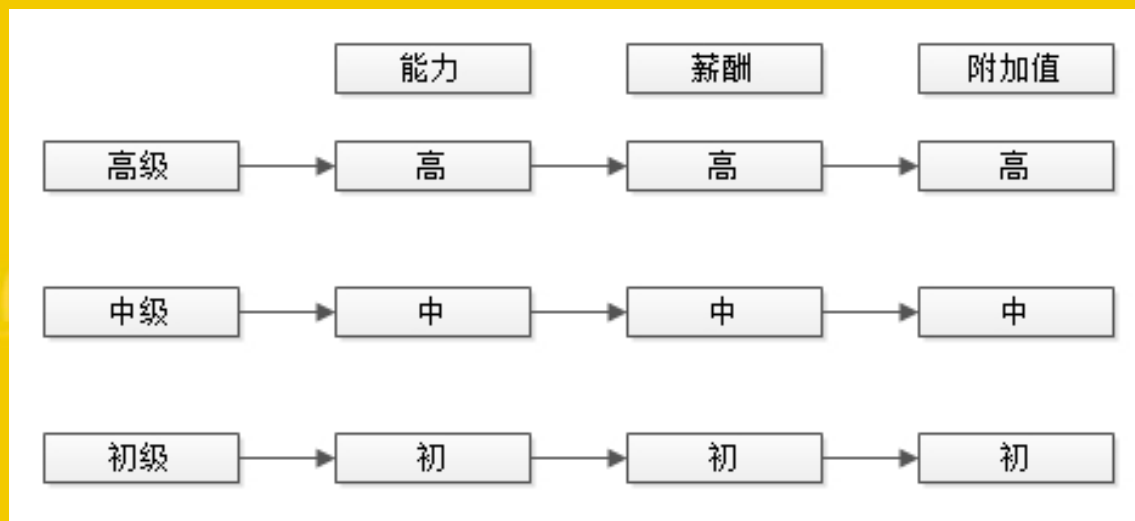 能力 薪酬 附加值
高级 高 高 高
中级 中 中 中
初级 初 初 初